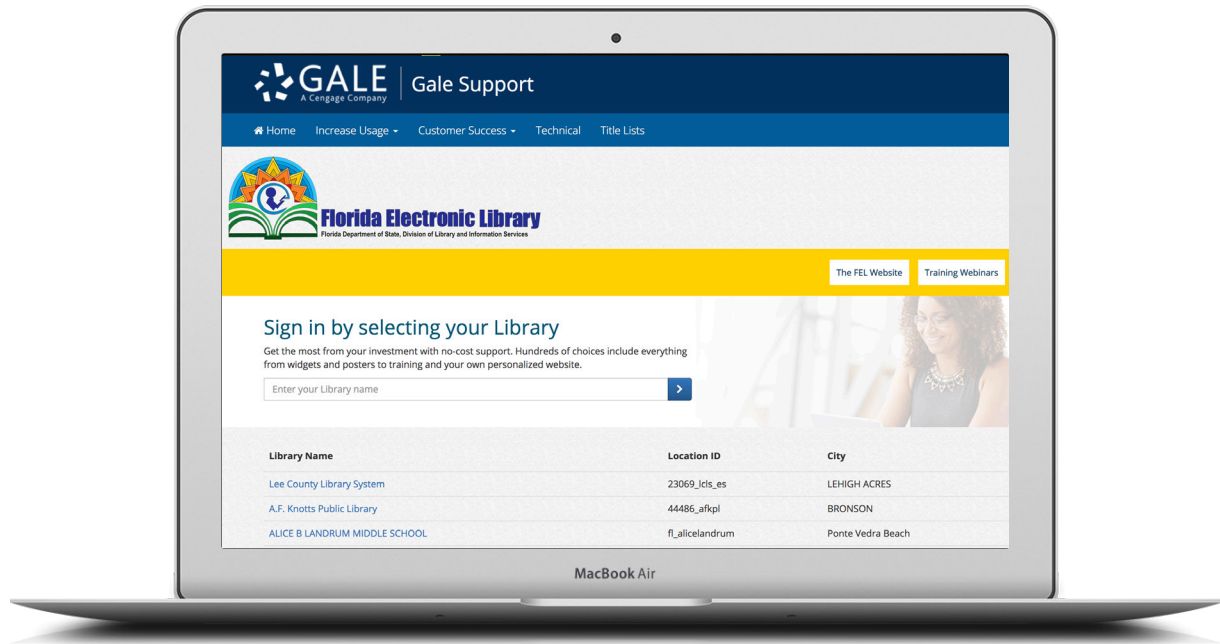 GALE
A Cengage Company
Gale Support
Home Increase Usage Customer Success Technical Title Lists
Florida Electronic Library
Florida Department of State, Division of Library and Information Services
The FEL Website Training Webinars
Sign in by selecting your Library
Get the most from your investment with no-cost support. Hundreds of choices include everything
from widgets and posters to training and your own personalized website.
Enter your Library name
Library Name Location ID City
Lee County Library System 23069_lcls_es LEHIGH ACRES
A.F. Knotts Public Library 44486_afkpl BRONSON
ALICE B LANDRUM MIDDLE SCHOOL fl_alicelandrum Ponte Vedra Beach
MacBook Air